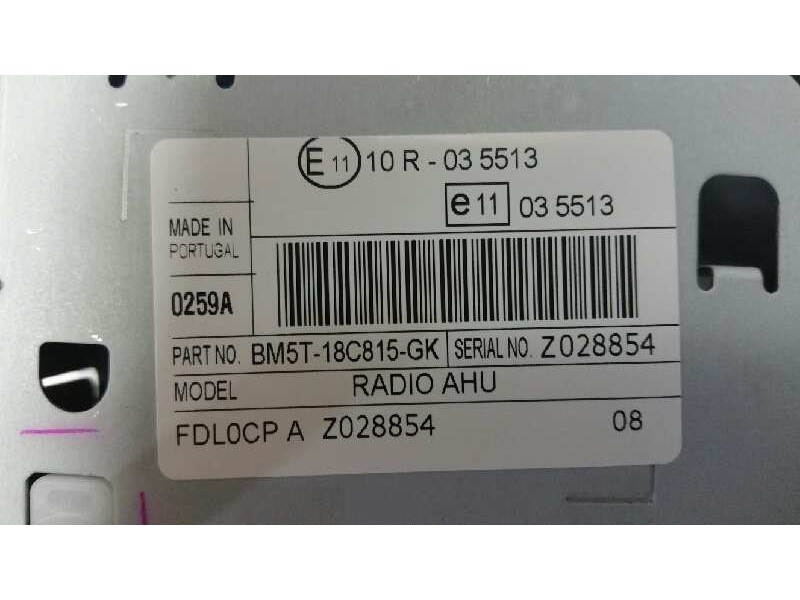 E 11 10 R - 03 5513
e 11 03 5513
MADE IN
PORTUGAL
0259A
PART NO. BM5T-18C815-GK SERIAL NO. Z028854
MODEL RADIO AHU
FDL0CP A Z028854 08